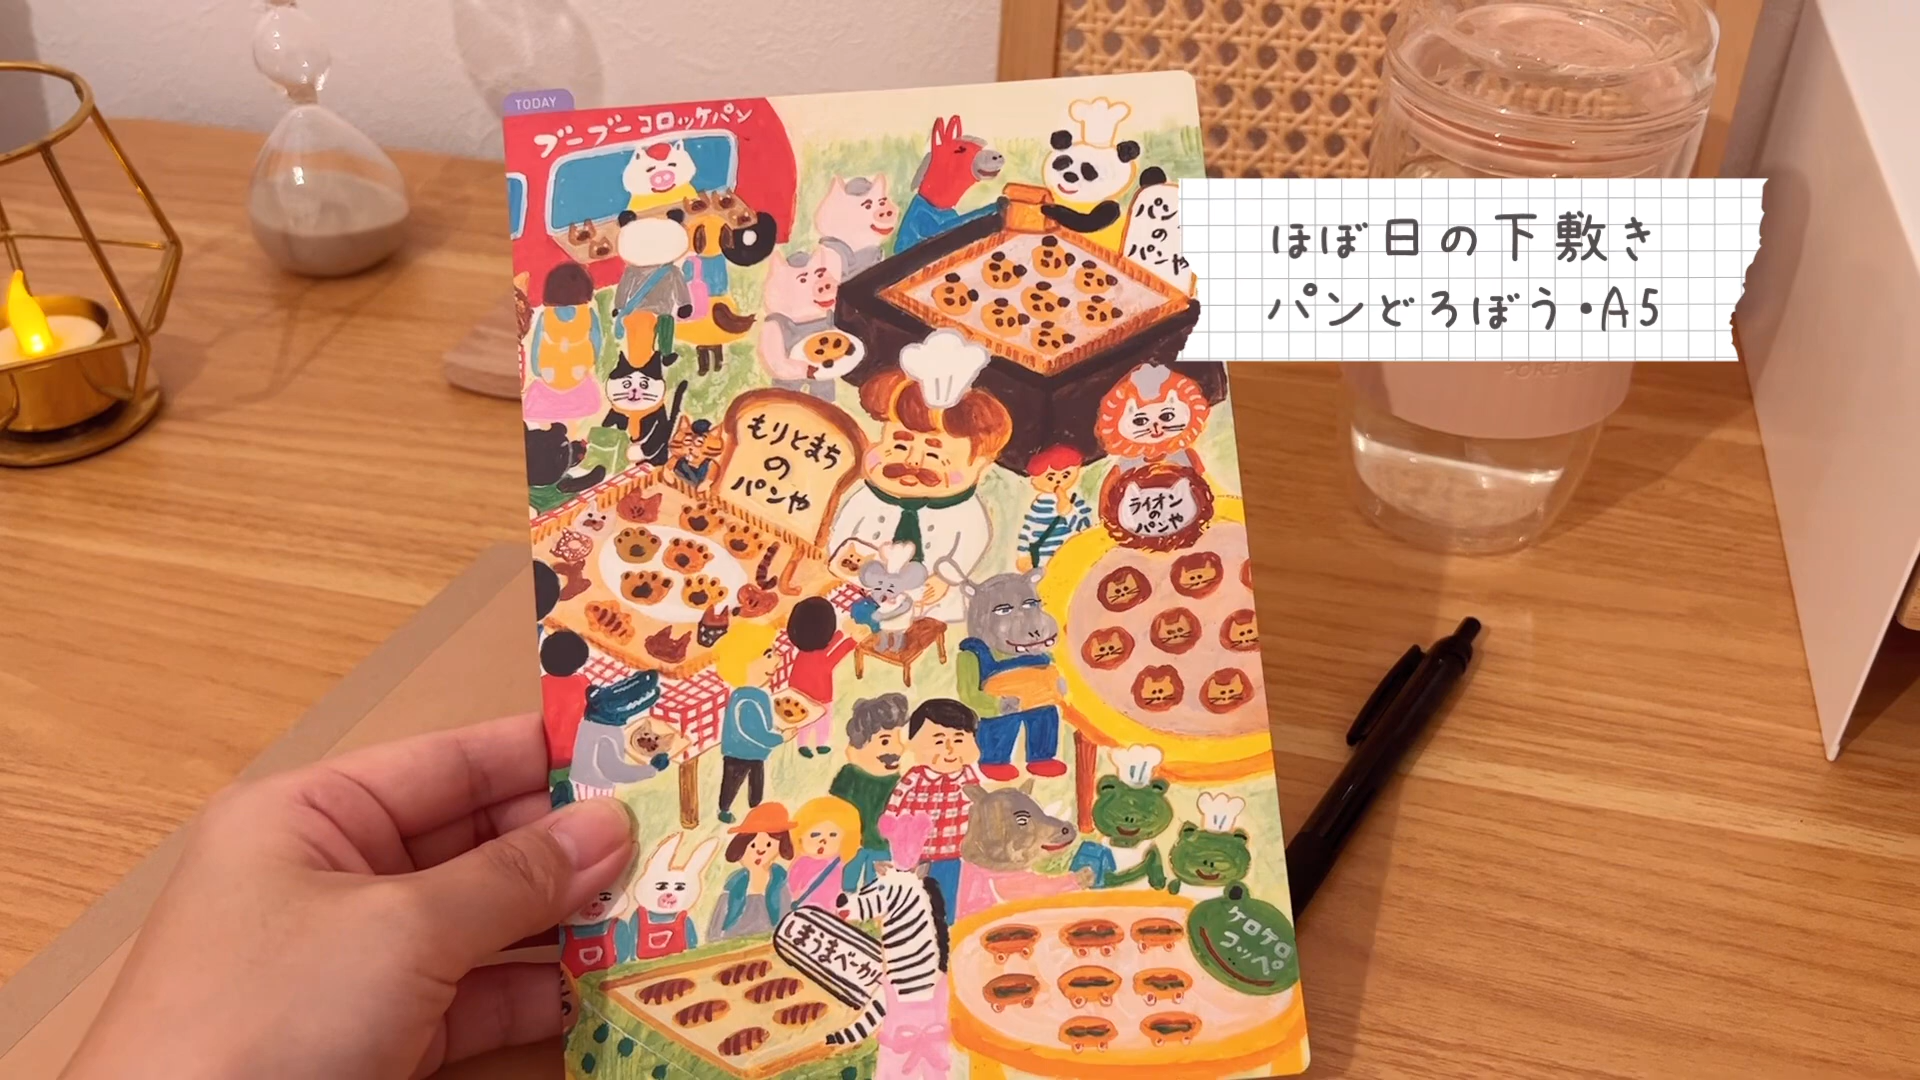 TODAY
ブーブーコロッケパン
パン
の
パンや
ほぼ日の下敷き
パンどろぼう・A5
もりとまち
の
パンや
ライオン
の
パンや
しまうまベーカリ
ケロケロ
コッペ